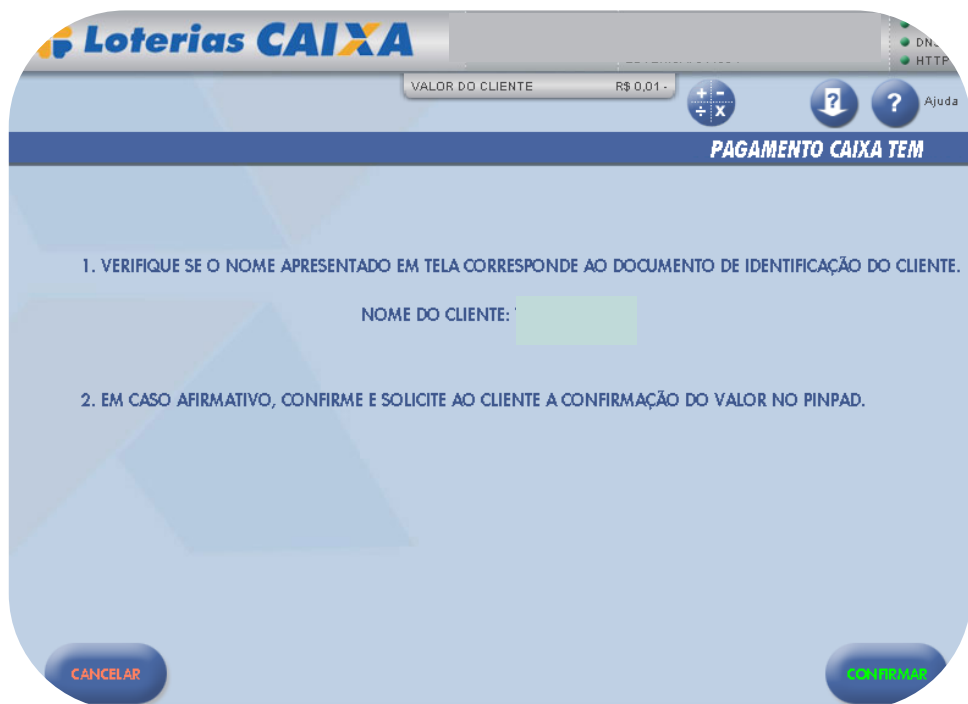 Loterias CAIXA
HTTP
VALOR DO CLIENTE R$ 0,01 -
Ajuda
PAGAMENTO CAIXA TEM
1. VERIFIQUE SE O NOME APRESENTADO EM TELA CORRESPONDE AO DOCUMENTO DE IDENTIFICAÇÃO DO CLIENTE.
NOME DO CLIENTE:
2. EM CASO AFIRMATIVO, CONFIRME E SOLICITE AO CLIENTE A CONFIRMAÇÃO DO VALOR NO PINPAD.
CANCELAR
CONFIRMAR